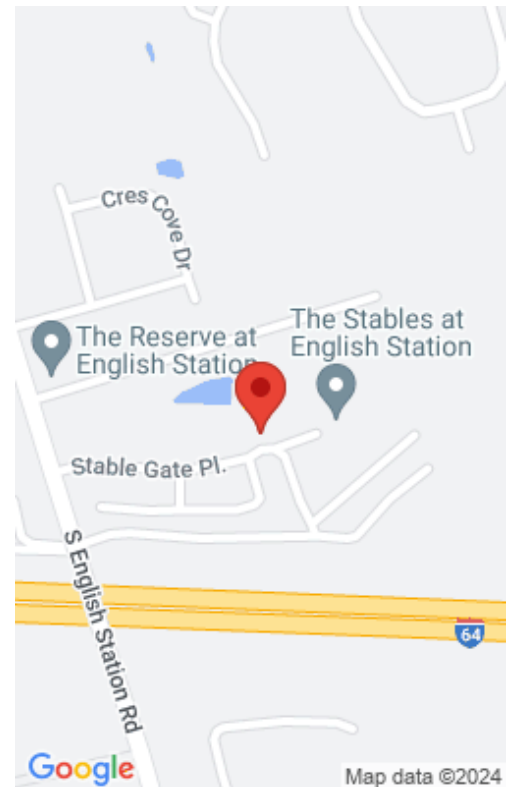 Cres Cove Dr
The Reserve at
English Station
The Stables at
English Station
Stable Gate Pl.
S English Station Rd
64
Google
Map data ©2024